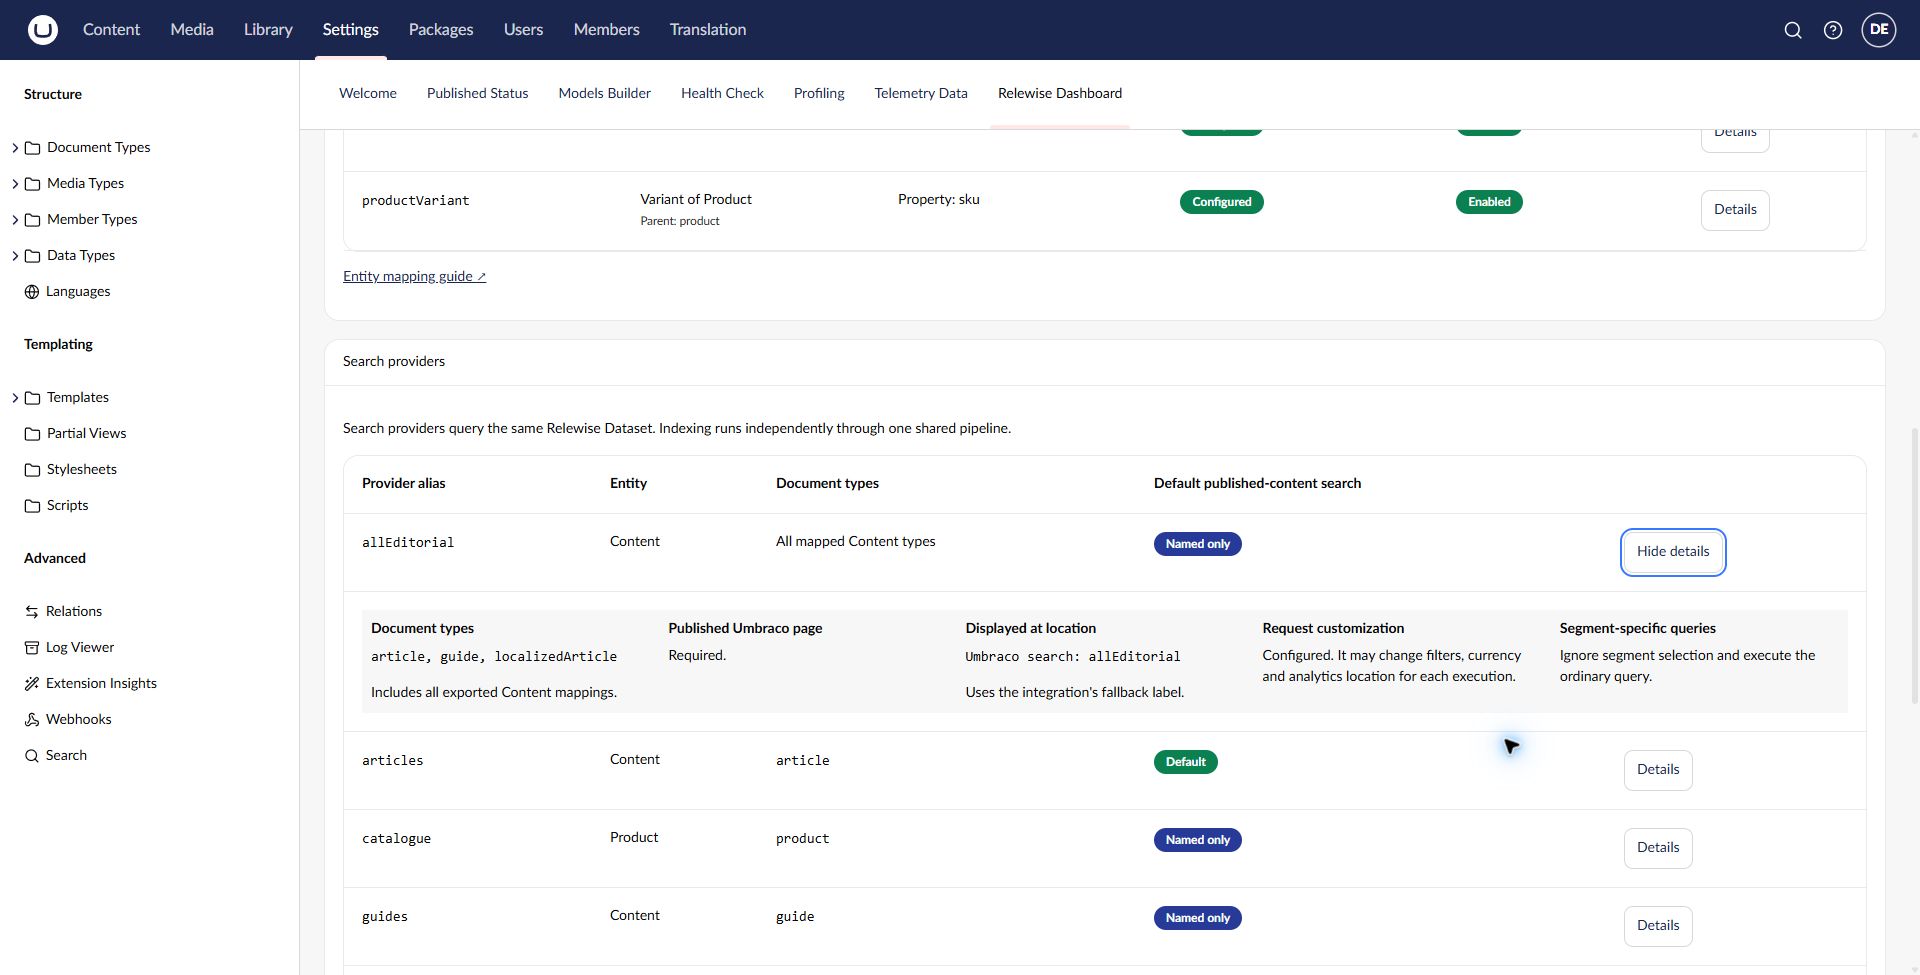 Content Media Library Settings Packages Users Members Translation DE
Structure
Document Types
Media Types
Member Types
Data Types
Languages
Templating
Templates
Partial Views
Stylesheets
Scripts
Advanced
Relations
Log Viewer
Extension Insights
Webhooks
Search
Welcome Published Status Models Builder Health Check Profiling Telemetry Data Relewise Dashboard
Details
productVariant Variant of Product Property: sku Configured Enabled Details
Parent: product
Entity mapping guide ↗
Search providers
Search providers query the same Relewise Dataset. Indexing runs independently through one shared pipeline.
Provider alias Entity Document types Default published-content search
allEditorial Content All mapped Content types Named only Hide details
Document types Published Umbraco page Displayed at location Request customization Segment-specific queries
article, guide, localizedArticle Required. Umbraco search: allEditorial Configured. It may change filters, currency Ignore segment selection and execute the
and analytics location for each execution. ordinary query.
Includes all exported Content mappings. Uses the integration's fallback label.
articles Content article Default Details
catalogue Product product Named only Details
guides Content guide Named only Details